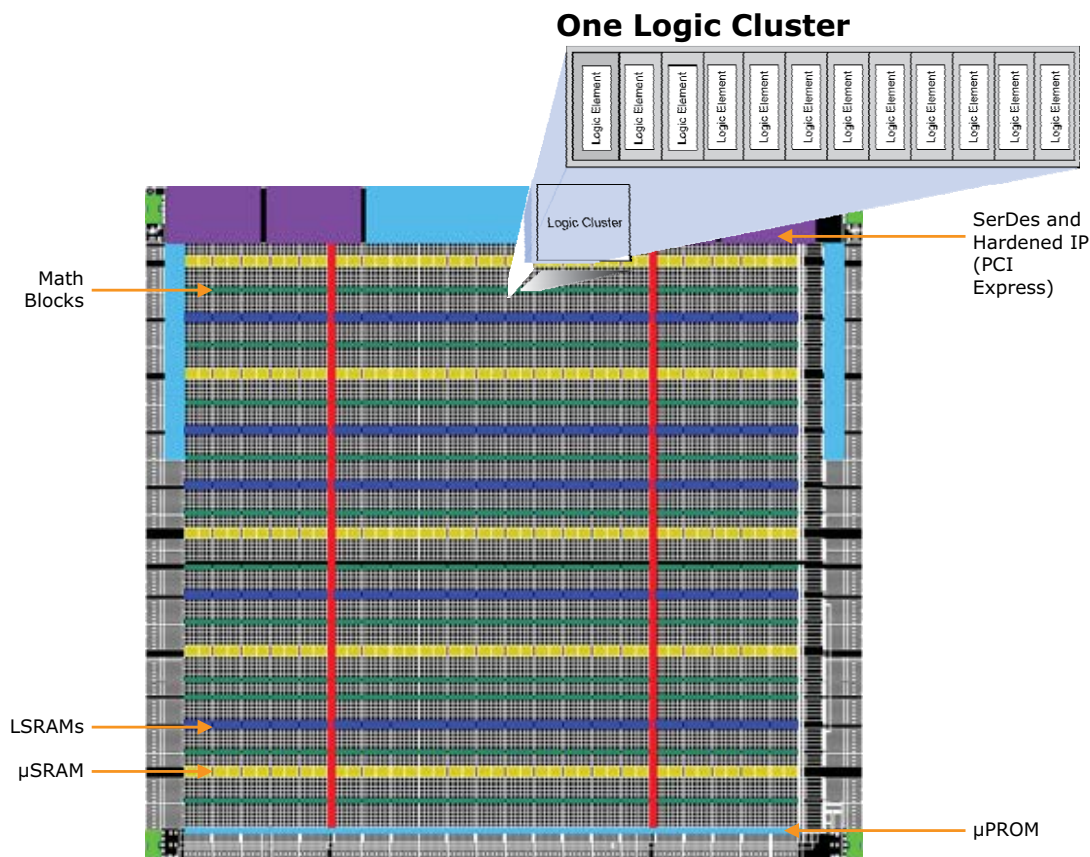 One Logic Cluster
Logic Element
Logic Element
Logic Element
Logic Element
Logic Element
Logic Element
Logic Element
Logic Element
Logic Element
Logic Element
Logic Element
Logic Element
Logic Cluster
SerDes and
Hardened IP
(PCI
Express)
Math
Blocks
LSRAMs
µSRAM
µPROM